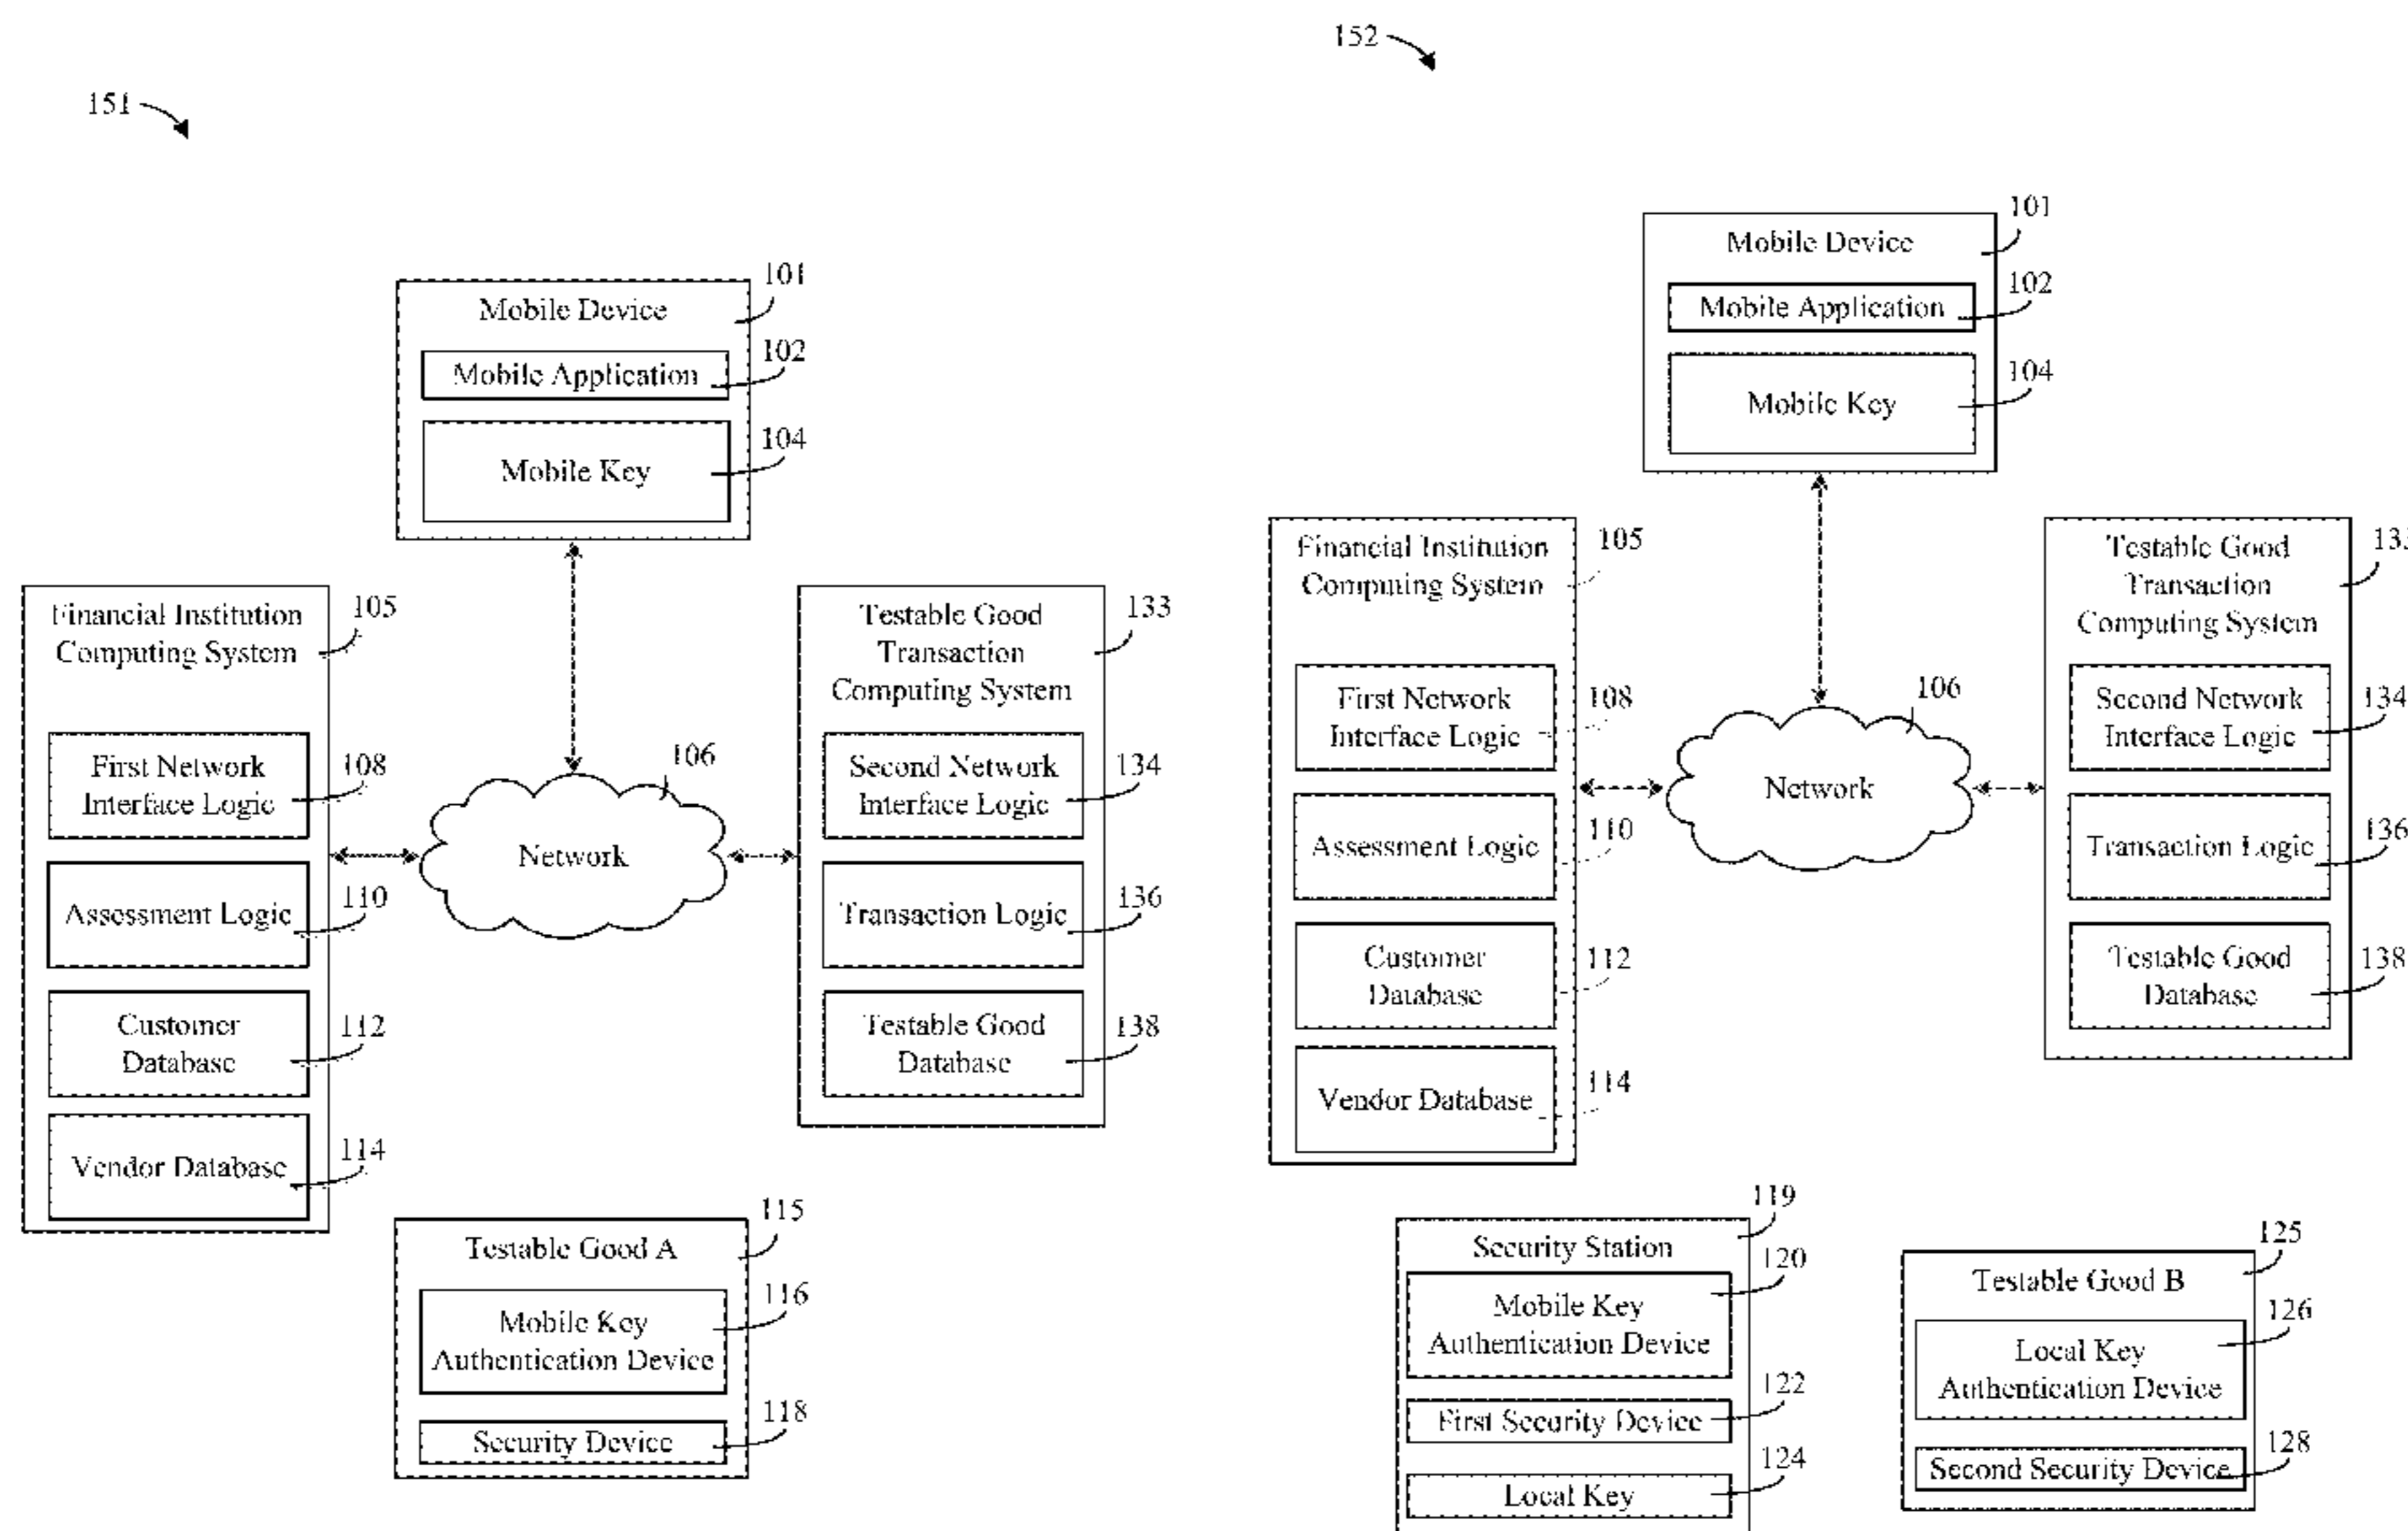 151
101
Mobile Device
102
Mobile Application
104
Mobile Key
Financial Institution
Computing System
105
First Network
Interface Logic
108
Assessment Logic
110
Customer
Database
112
Vendor Database
114
106
Network
Testable Good
Transaction
Computing System
133
Second Network
Interface Logic
134
Transaction Logic
136
Testable Good
Database
138
115
Testable Good A
116
Mobile Key
Authentication Device
118
Security Device
152
101
Mobile Device
102
Mobile Application
104
Mobile Key
Financial Institution
Computing System
105
First Network
Interface Logic
108
Assessment Logic
110
Customer
Database
112
Vendor Database
114
106
Network
Testable Good
Transaction
Computing System
Second Network
Interface Logic
134
Transaction Logic
136
Testable Good
Database
138
119
Security Station
120
Mobile Key
Authentication Device
122
First Security Device
124
Local Key
125
Testable Good B
126
Local Key
Authentication Device
128
Second Security Device